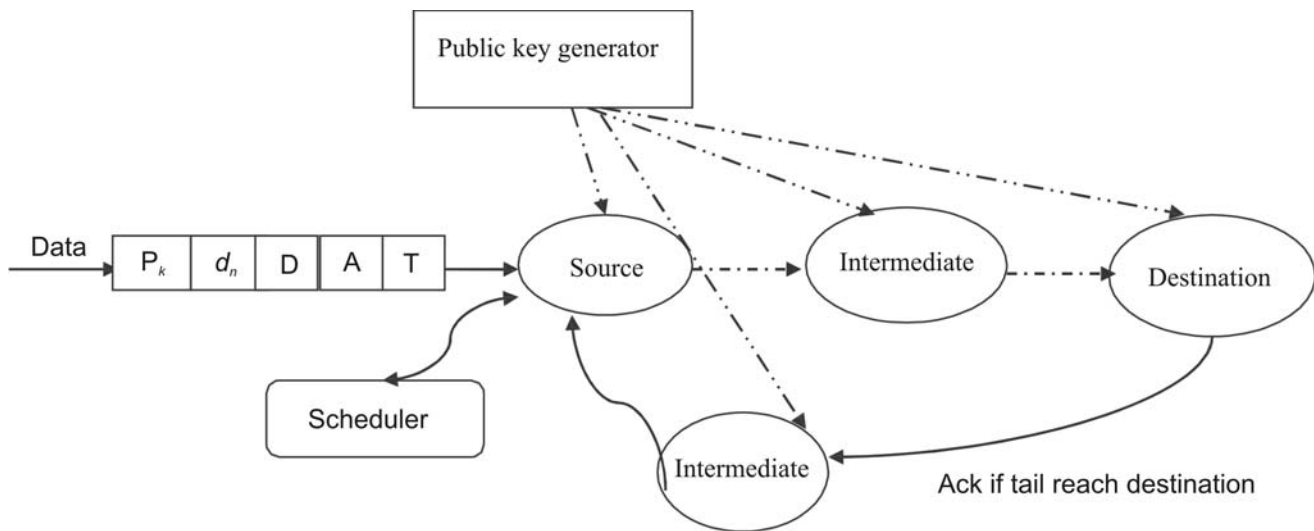 Public key generator
Data
Pk dn D A T
Source
Intermediate
Destination
Scheduler
Intermediate
Ack if tail reach destination